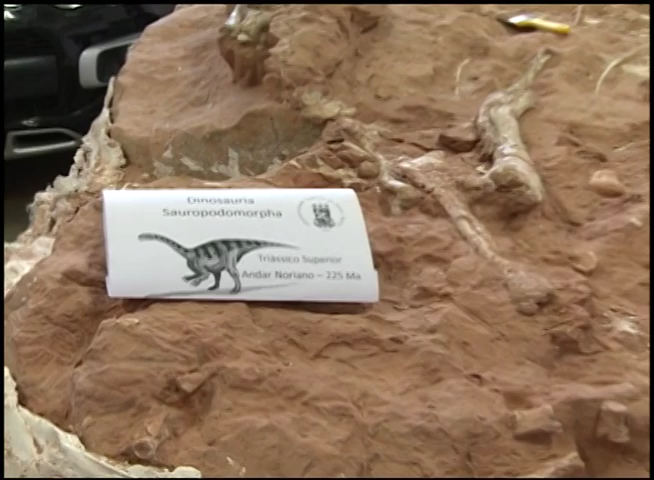 Dinosauria
Sauropodomorpha
Triássico Superior
Andar Noriano – 225 Ma